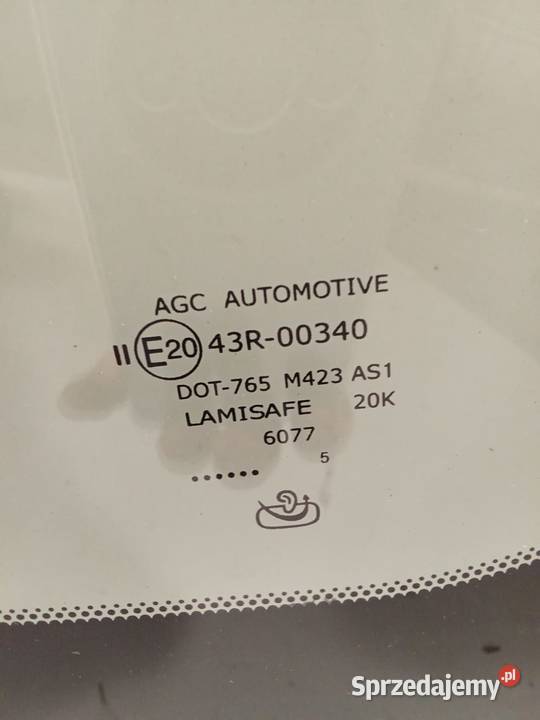 AGC AUTOMOTIVE
II E20 43R-00340
DOT-765 M423 AS1
LAMISAFE 20K
6077
5
......
Sprzedajemy.pl